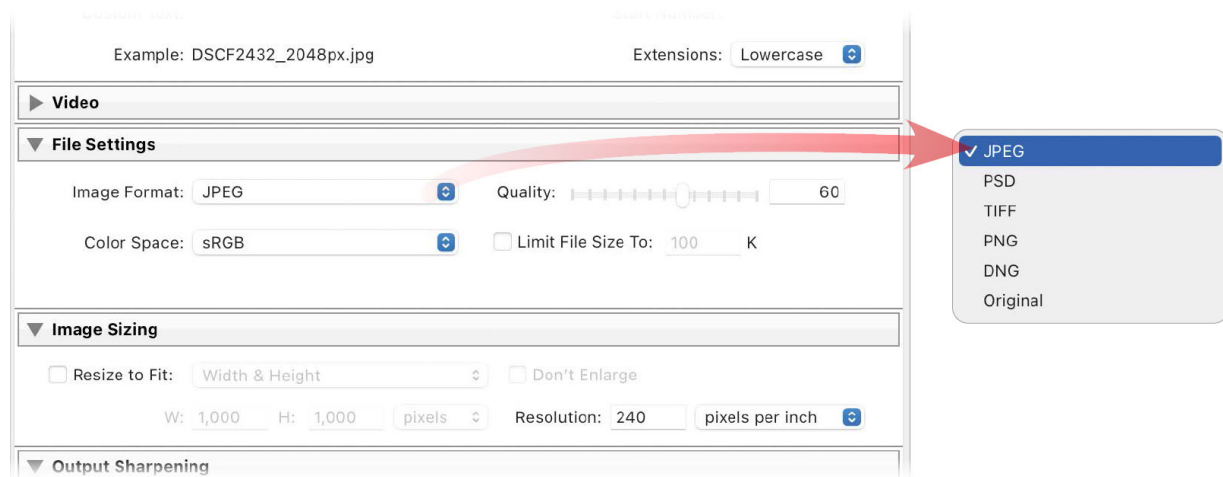 Example: DSCF2432_2048px.jpg Extensions: Lowercase
Video
File Settings
Image Format: JPEG Quality: 60
Color Space: sRGB Limit File Size To: 100 K
Image Sizing
Resize to Fit: Width & Height Don't Enlarge
W: 1,000 H: 1,000 pixels Resolution: 240 pixels per inch
Output Sharpening
JPEG
PSD
TIFF
PNG
DNG
Original